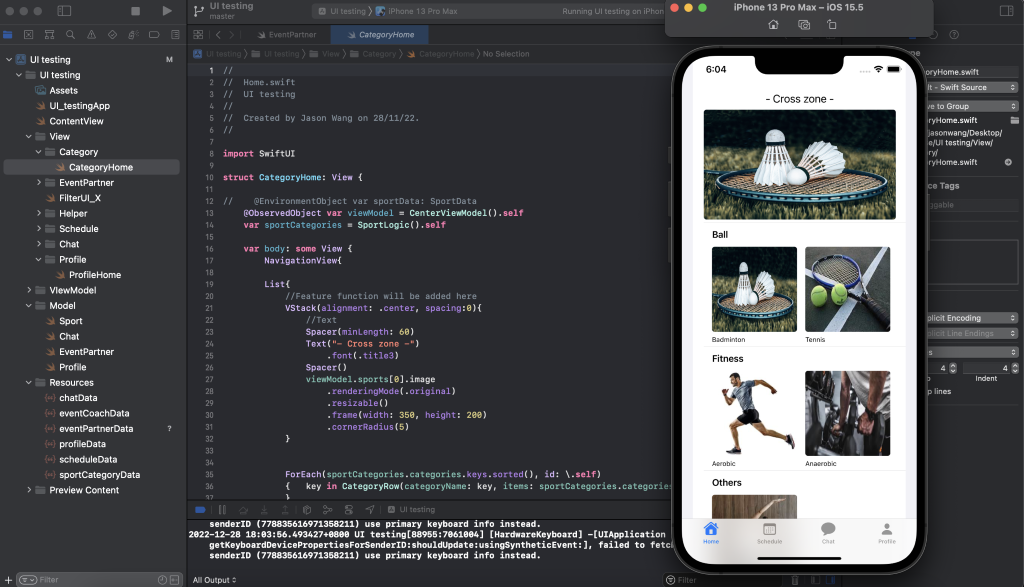 UI testing
master
UI testing
iPhone 13 Pro Max
Running UI testing on iPhon
iPhone 13 Pro Max – iOS 15.5
EventPartner
CategoryHome
UI testing
UI testing
View
Category
CategoryHome
No Selection
UI testing
M
UI testing
Assets
UI_testingApp
ContentView
View
Category
CategoryHome
EventPartner
FilterUI_X
Helper
Schedule
Chat
Profile
ProfileHome
VIewModel
Model
Sport
Chat
EventPartner
Profile
Resources
chatData
eventCoachData
eventPartnerData
?
profileData
scheduleData
sportCategoryData
Preview Content
Filter
1 //
2 // Home.swift
3 // UI testing
4 //
5 // Created by Jason Wang on 28/11/22.
6 //
7
8 import SwiftUI
9
10 struct CategoryHome: View {
11
12 // @EnvironmentObject var sportData: SportData
13 @ObservedObject var viewModel = CenterViewModel().self
14 var sportCategories = SportLogic().self
15
16 var body: some View {
17 NavigationView{
18
19 List{
20 //Feature function will be added here
21 VStack(alignment: .center, spacing:0){
22 //Text
23 Spacer(minLength: 60)
24 Text("- Cross zone -")
25 .font(.title3)
26 Spacer()
27 viewModel.sports[0].image
28 .renderingMode(.original)
29 .resizable()
30 .frame(width: 350, height: 200)
31 .cornerRadius(5)
32 }
33
34
35 ForEach(sportCategories.categories.keys.sorted(), id: \.self)
36 { key in CategoryRow(categoryName: key, items: sportCategories.categories
37 }
UI testing
senderID (778835616971358211) use primary keyboard info instead.
2022-12-28 18:03:56.493427+0800 UI testing[88955:7061004] [HardwareKeyboard] -[UIApplication
getKeyboardDevicePropertiesForSenderID:shouldUpdate:usingSyntheticEvent:], failed to fetc
senderID (778835616971358211) use primary keyboard info instead.
All Output
Filter
6:04
- Cross zone -
Ball
Badminton
Tennis
Fitness
Aerobic
Anaerobic
Others
Home
Schedule
Chat
Profile
pe
oryHome.swift
lt - Swift Source
ve to Group
ryHome.swift
jasonwang/Desktop/
e/UI testing/View/
ory/
ryHome.swift
ce Tags
ggable
plicit Encoding
plicit Line Endings
s
4
4
Indent
p lines